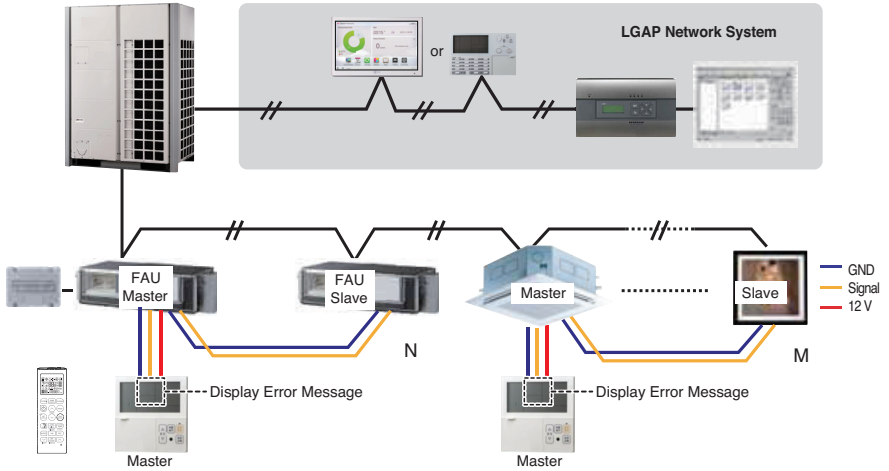 LGAP Network System
or
FAU
Master
FAU
Slave
Master
Slave
GND
Signal
12 V
N
M
Display Error Message
Display Error Message
Master
Master